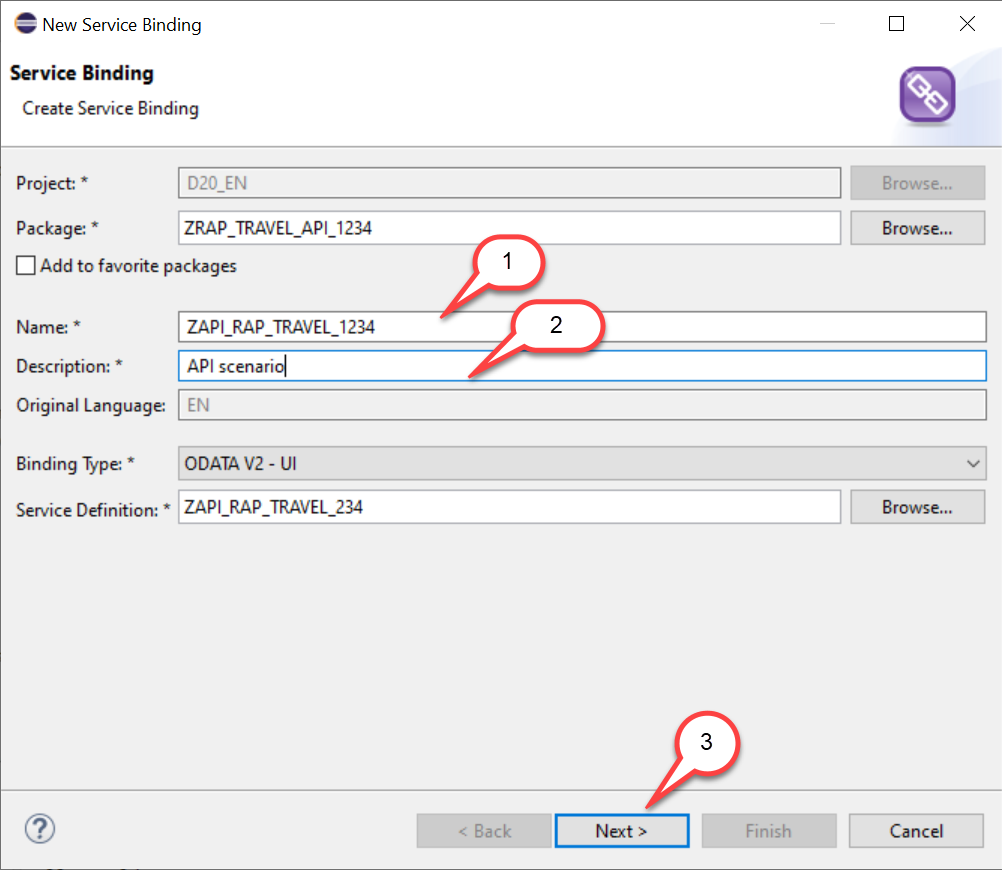 New Service Binding
Service Binding
Create Service Binding
Project: * D20_EN Browse...
Package: * ZRAP_TRAVEL_API_1234 Browse...
Add to favorite packages
1
Name: * ZAPI_RAP_TRAVEL_1234
2
Description: * API scenario
Original Language: EN
Binding Type: * ODATA V2 - UI
Service Definition: * ZAPI_RAP_TRAVEL_234 Browse...
3
? < Back Next > Finish Cancel